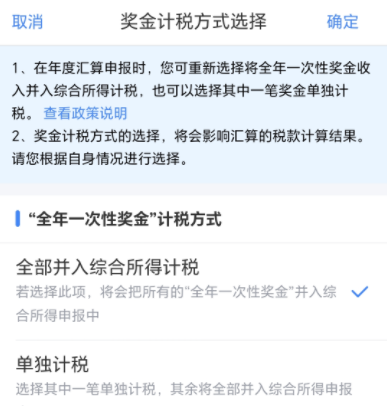 取消
奖金计税方式选择
确定
1、在年度汇算申报时，您可重新选择将全年一次性奖金收
入并入综合所得计税，也可以选择其中一笔奖金单独计
税。 查看政策说明
2、奖金计税方式的选择，将会影响汇算的税款计算结果。
请您根据自身情况进行选择。
“全年一次性奖金”计税方式
全部并入综合所得计税
若选择此项，将会把所有的“全年一次性奖金”并入综
合所得申报中
单独计税
选择其中一笔单独计税，其余将全部并入综合所得申报